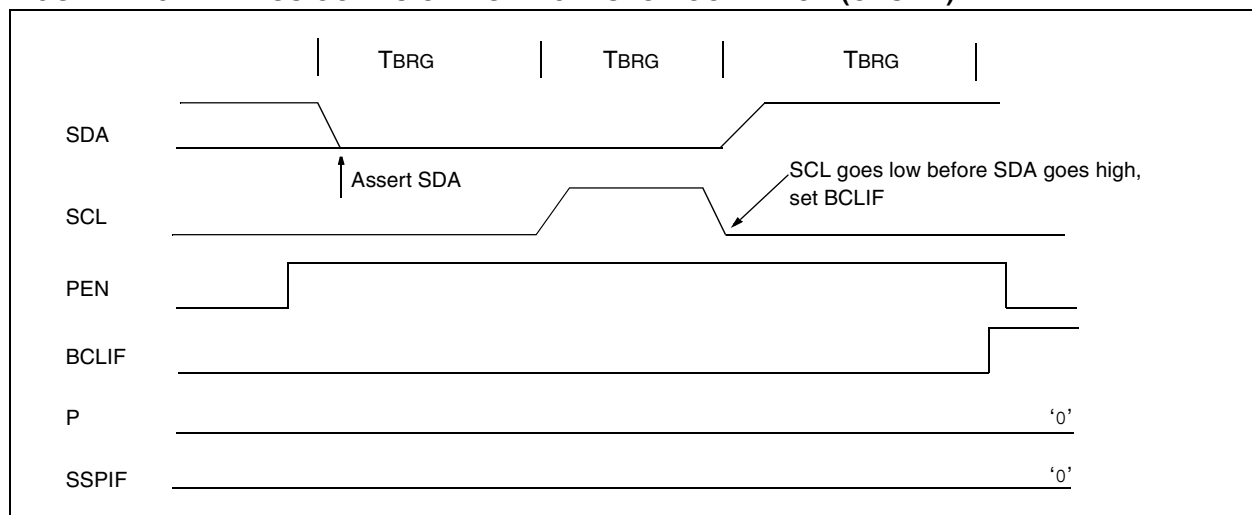 TBRG TBRG TBRG
SDA
Assert SDA
SCL goes low before SDA goes high,
set BCLIF
SCL
PEN
BCLIF
P
‘0’
SSPIF
‘0’